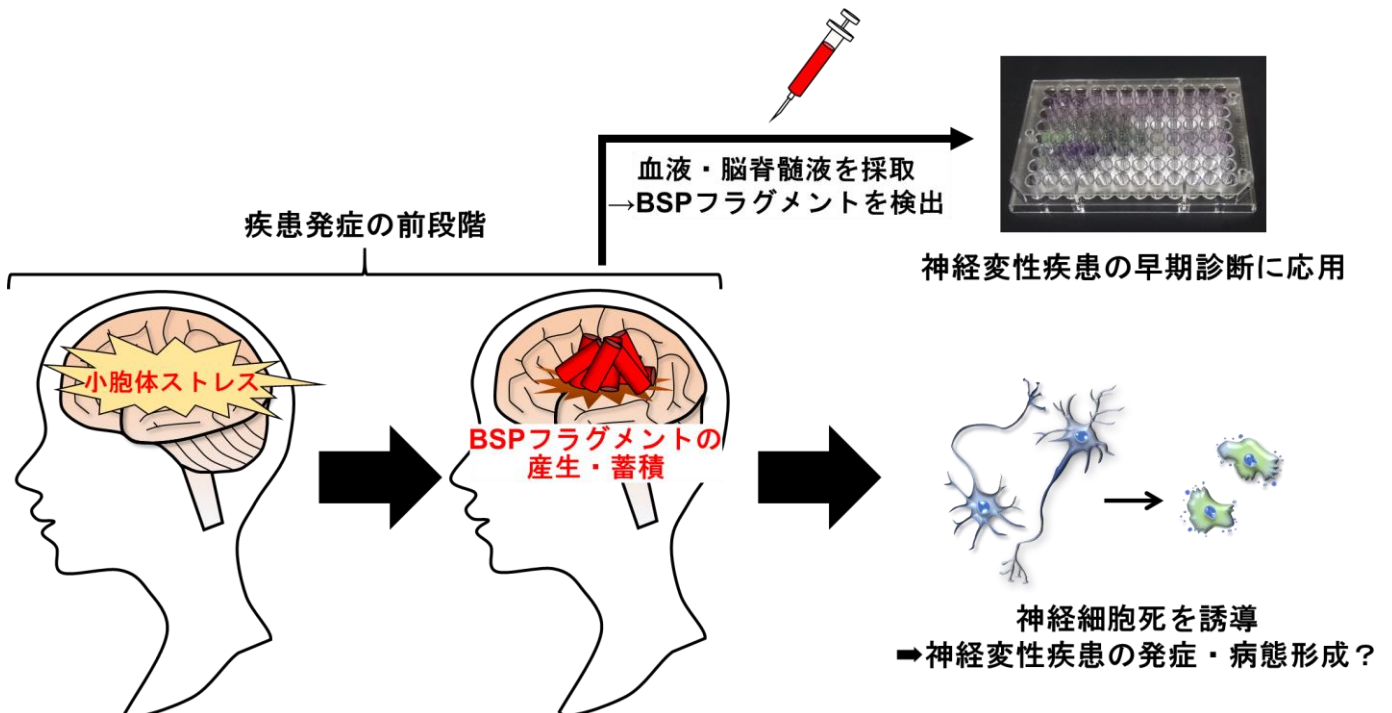 血液・脳脊髄液を採取
→BSPフラグメントを検出
疾患発症の前段階
神経変性疾患の早期診断に応用
小胞体ストレス
BSPフラグメントの
産生・蓄積
神経細胞死を誘導
➡神経変性疾患の発症・病態形成？